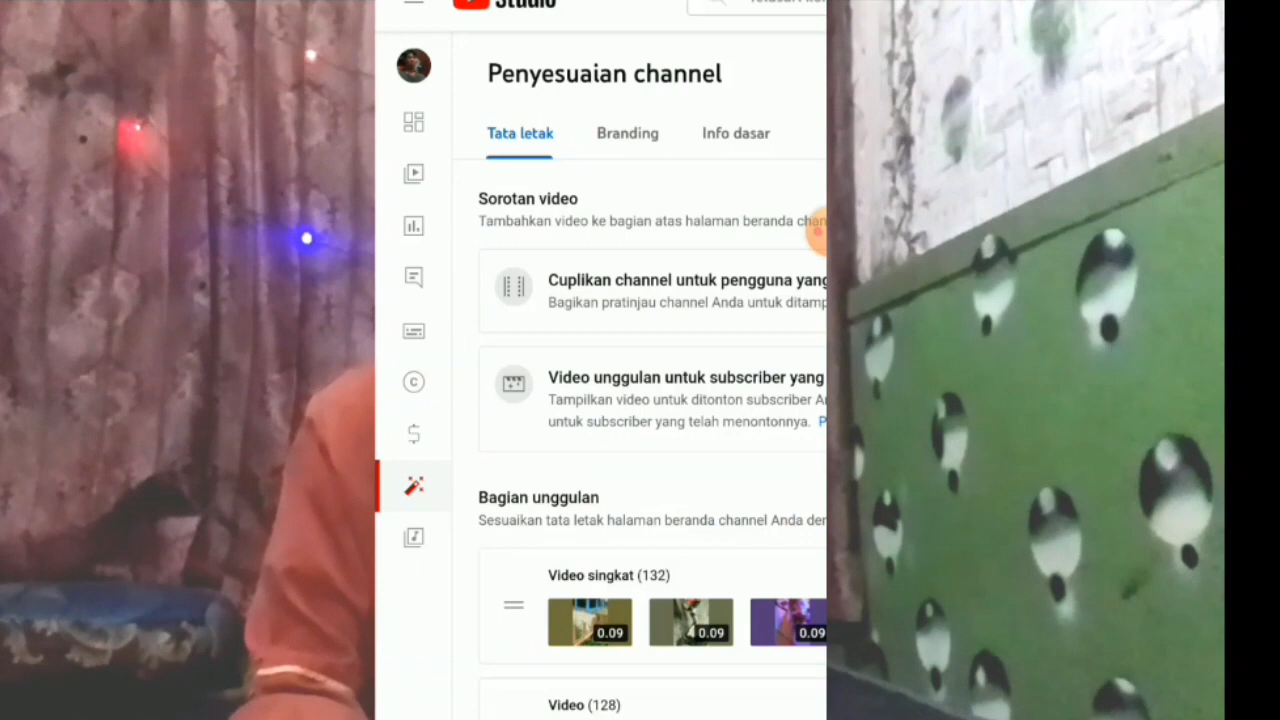 Studio
Penyesuaian channel
Tata letak Branding Info dasar
Sorotan video
Tambahkan video ke bagian atas halaman beranda
Cuplikan channel untuk pengguna yang
Bagikan pratinjau channel Anda untuk
Video unggulan untuk subscriber yang
Tampilkan video untuk ditonton subscriber
untuk subscriber yang telah menontonnya.
Bagian unggulan
Sesuaikan tata letak halaman beranda channel Anda
Video singkat (132)
0.09 0.09 0.09
Video (128)